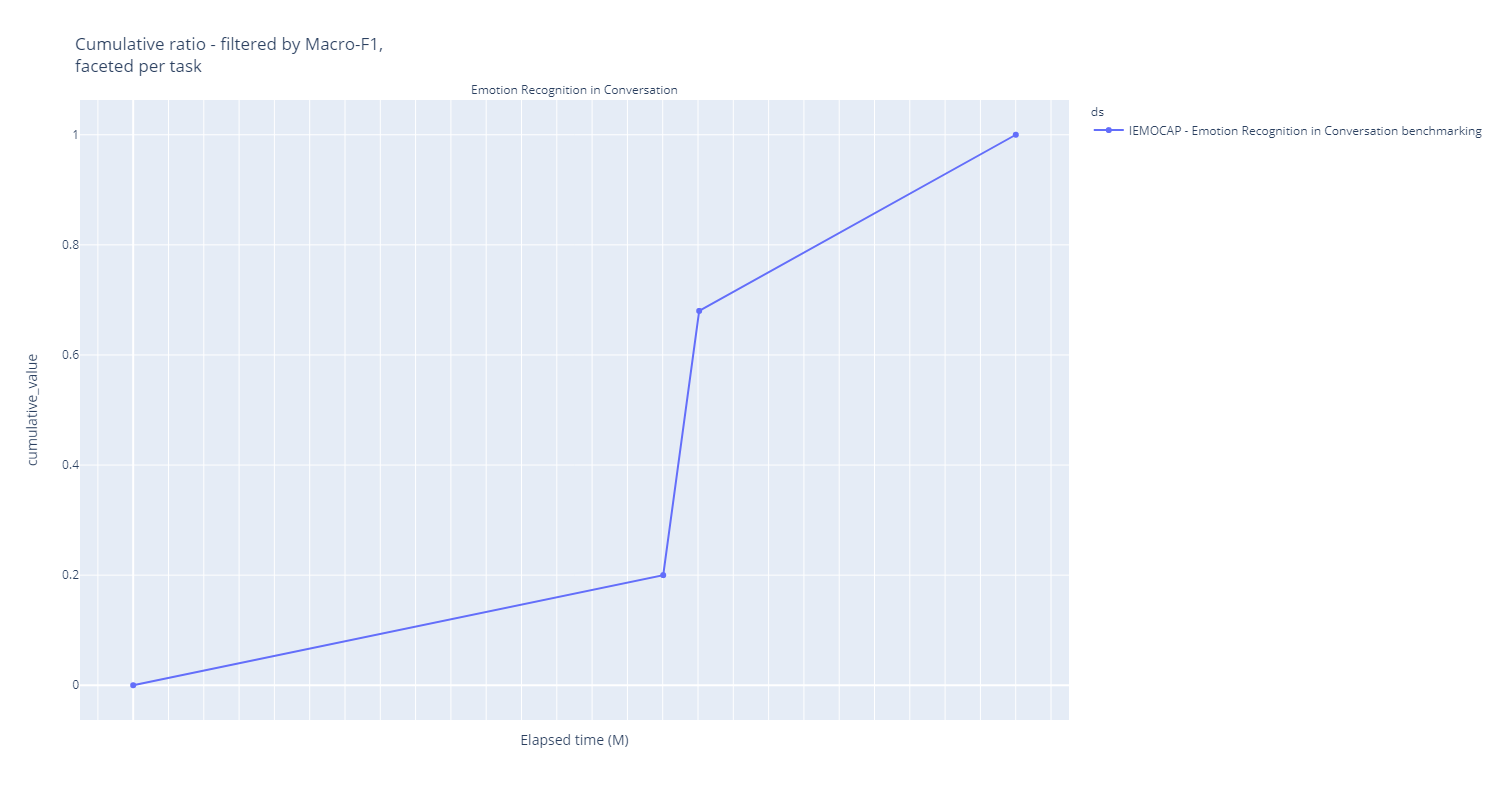 Cumulative ratio - filtered by Macro-F1,
faceted per task
Emotion Recognition in Conversation
ds
IEMOCAP - Emotion Recognition in Conversation benchmarking
1
0.8
0.6
0.4
0.2
0
cumulative_value
Elapsed time (M)